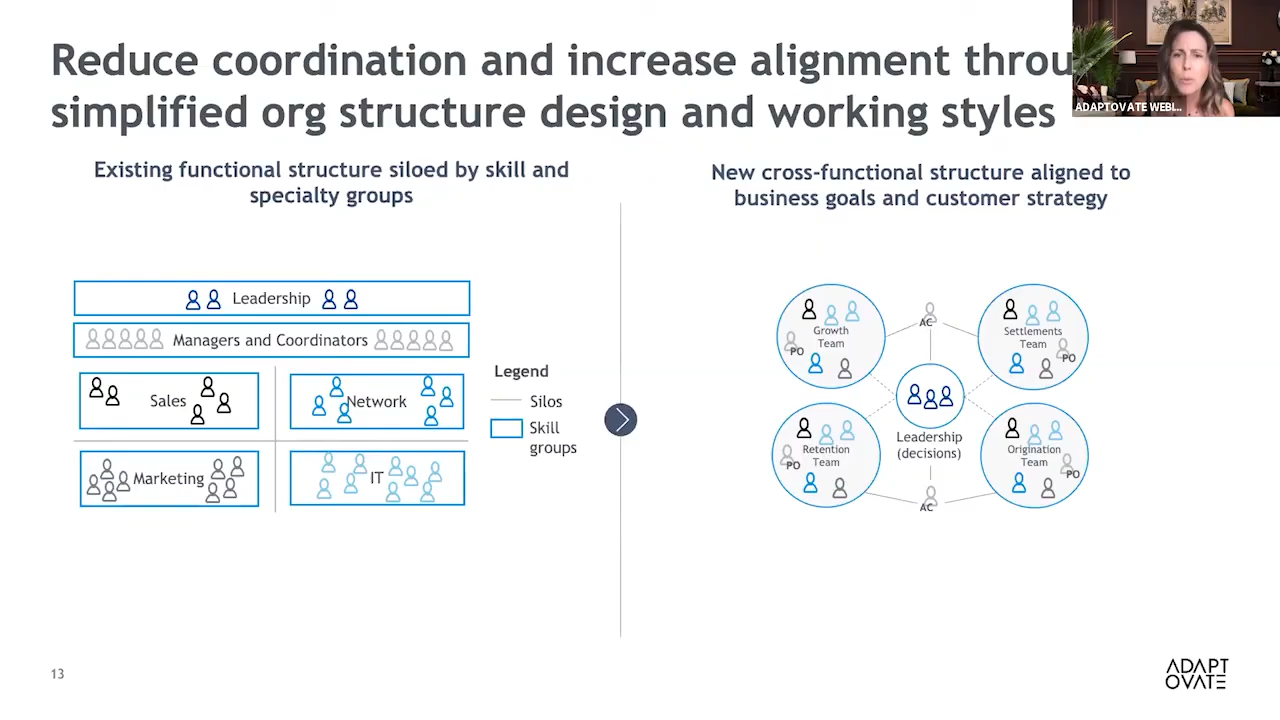 Reduce coordination and increase alignment throu
simplified org structure design and working styles
ADAPTOVATE WEBI...
Existing functional structure siloed by skill and
specialty groups
New cross-functional structure aligned to
business goals and customer strategy
Leadership
Managers and Coordinators
Sales
Network
Marketing
IT
Legend
Silos
Skill
groups
Growth
Team
PO
AC
Settlements
Team
PO
Leadership
(decisions)
Retention
Team
PO
Origination
Team
PO
AC
13
ADAPT
OVATE